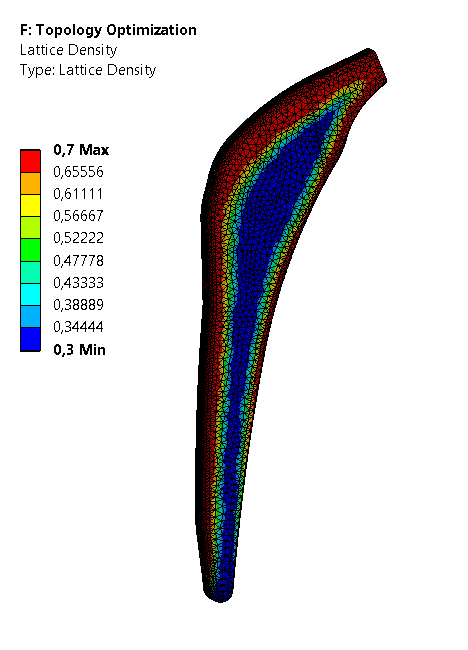 F: Topology Optimization
Lattice Density
Type: Lattice Density
0,7 Max
0,65556
0,61111
0,56667
0,52222
0,47778
0,43333
0,38889
0,34444
0,3 Min